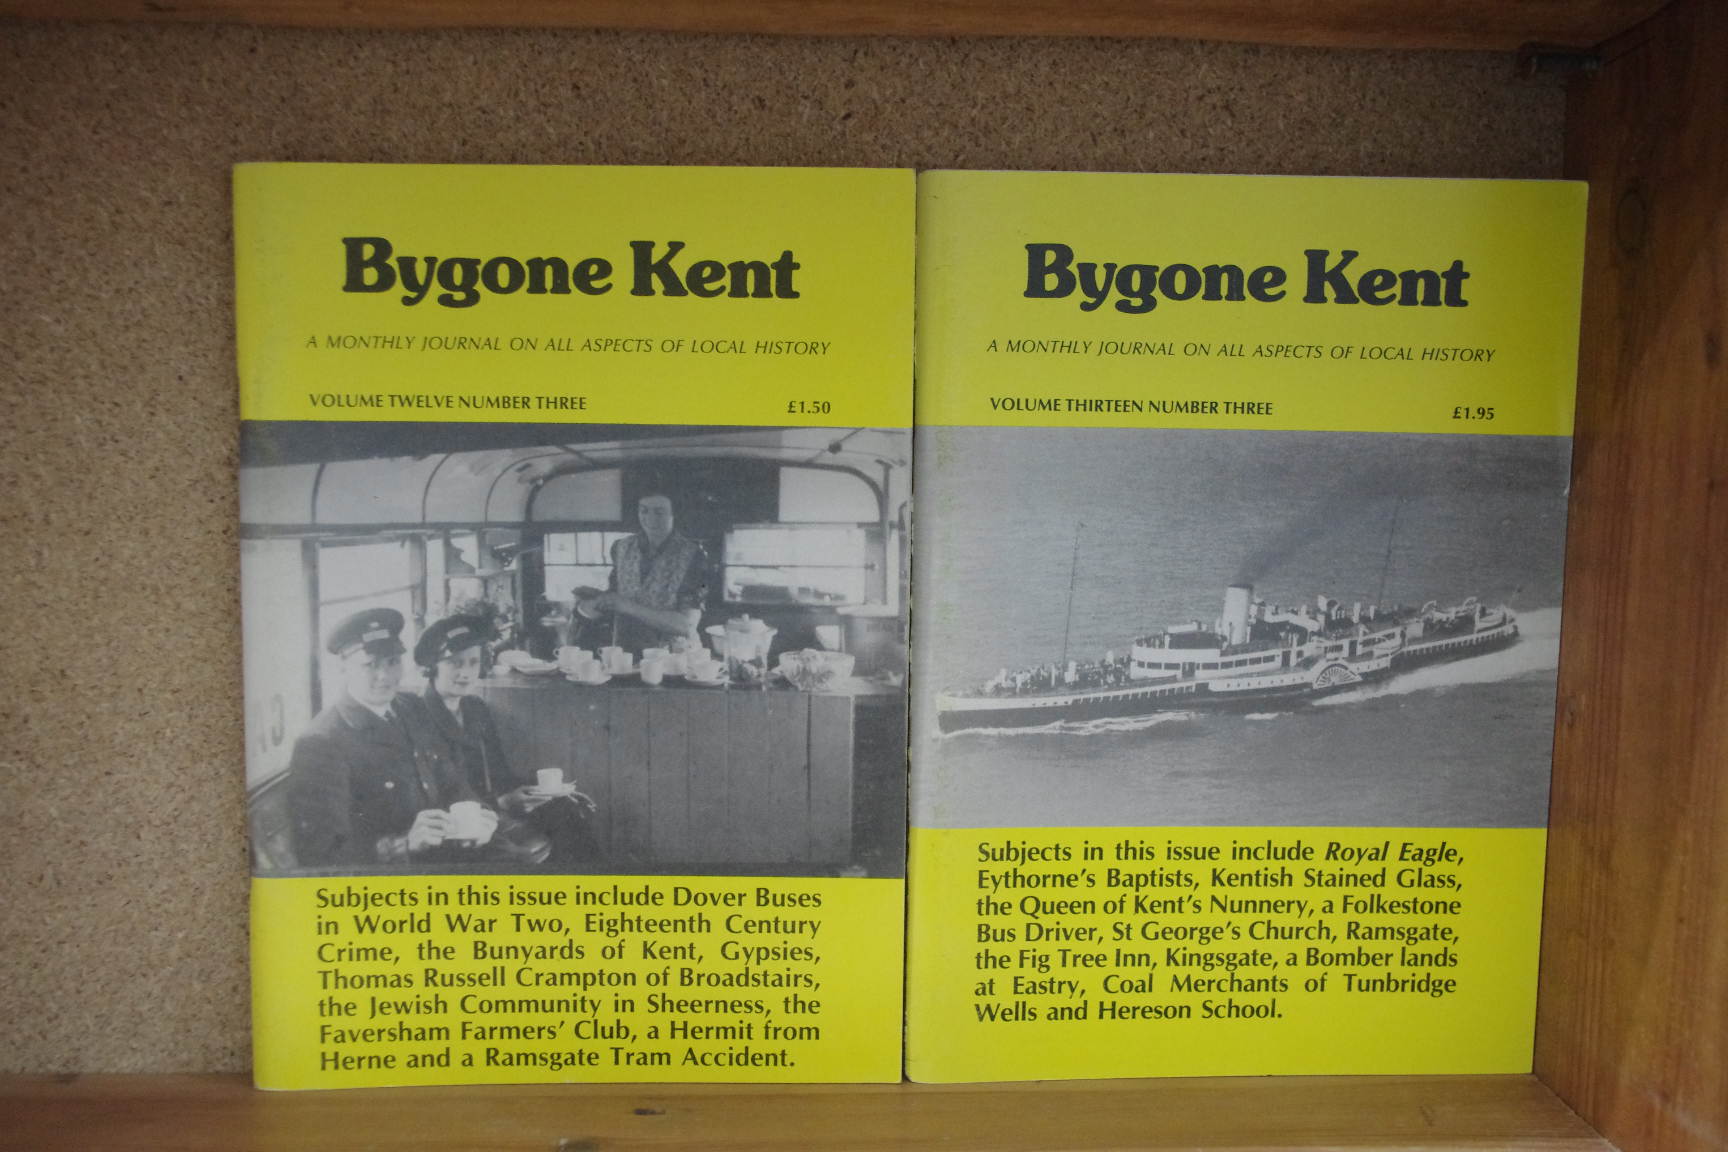 Bygone Kent
A MONTHLY JOURNAL ON ALL ASPECTS OF LOCAL HISTORY
VOLUME TWELVE NUMBER THREE
£1.50
Subjects in this issue include Dover Buses
in World War Two, Eighteenth Century
Crime, the Bunyards of Kent, Gypsies,
Thomas Russell Crampton of Broadstairs,
the Jewish Community in Sheerness, the
Faversham Farmers' Club, a Hermit from
Herne and a Ramsgate Tram Accident.
Bygone Kent
A MONTHLY JOURNAL ON ALL ASPECTS OF LOCAL HISTORY
VOLUME THIRTEEN NUMBER THREE
£1.95
Subjects in this issue include Royal Eagle,
Eythorne's Baptists, Kentish Stained Glass,
the Queen of Kent's Nunnery, a Folkestone
Bus Driver, St George's Church, Ramsgate,
the Fig Tree Inn, Kingsgate, a Bomber lands
at Eastry, Coal Merchants of Tunbridge
Wells and Hereson School.